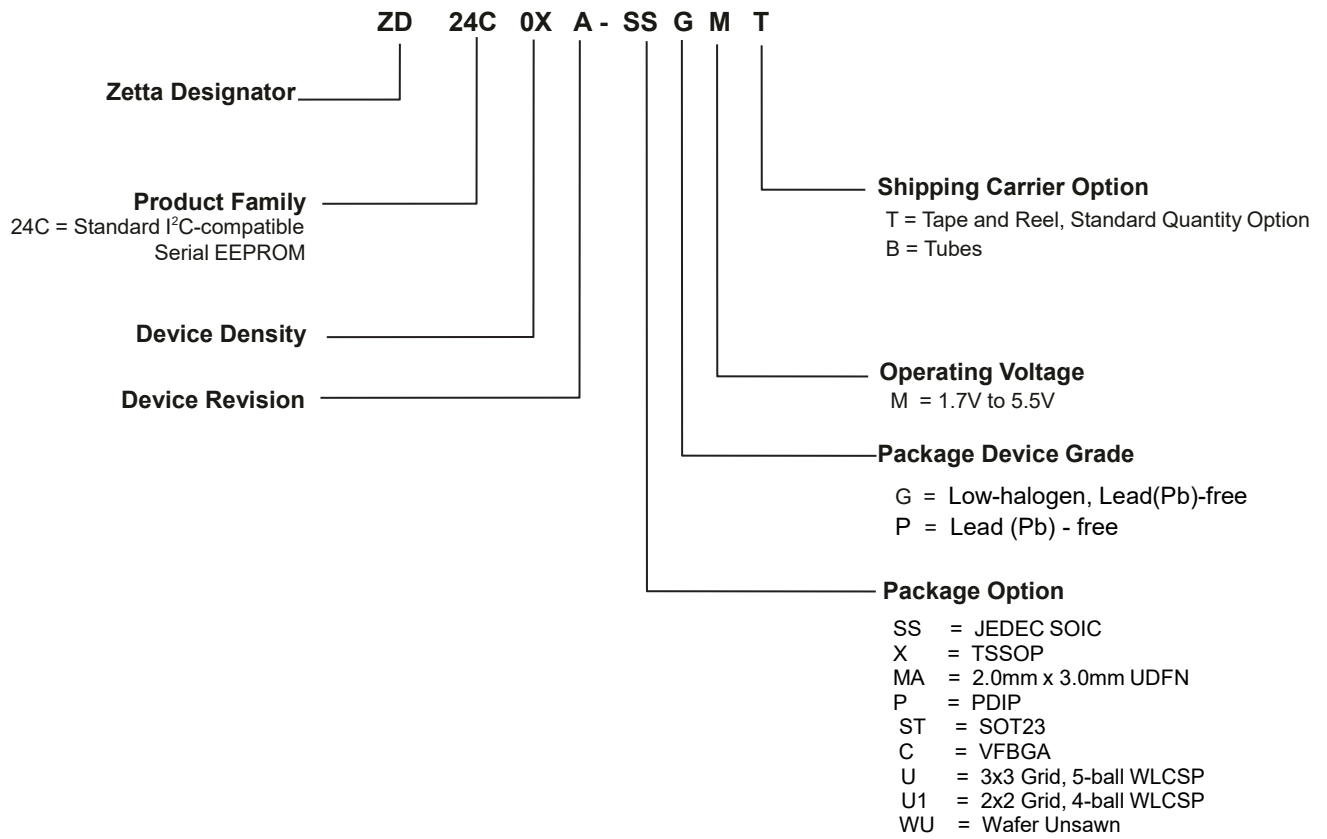 ZD 24C 0X A - SS G M T
Zetta Designator
Product Family
24C = Standard I²C-compatible
Serial EEPROM
Device Density
Device Revision
Shipping Carrier Option
T = Tape and Reel, Standard Quantity Option
B = Tubes
Operating Voltage
M = 1.7V to 5.5V
Package Device Grade
G = Low-halogen, Lead(Pb)-free
P = Lead (Pb) - free
Package Option
SS = JEDEC SOIC
X = TSSOP
MA = 2.0mm x 3.0mm UDFN
P = PDIP
ST = SOT23
C = VFBGA
U = 3x3 Grid, 5-ball WLCSP
U1 = 2x2 Grid, 4-ball WLCSP
WU = Wafer Unsawn